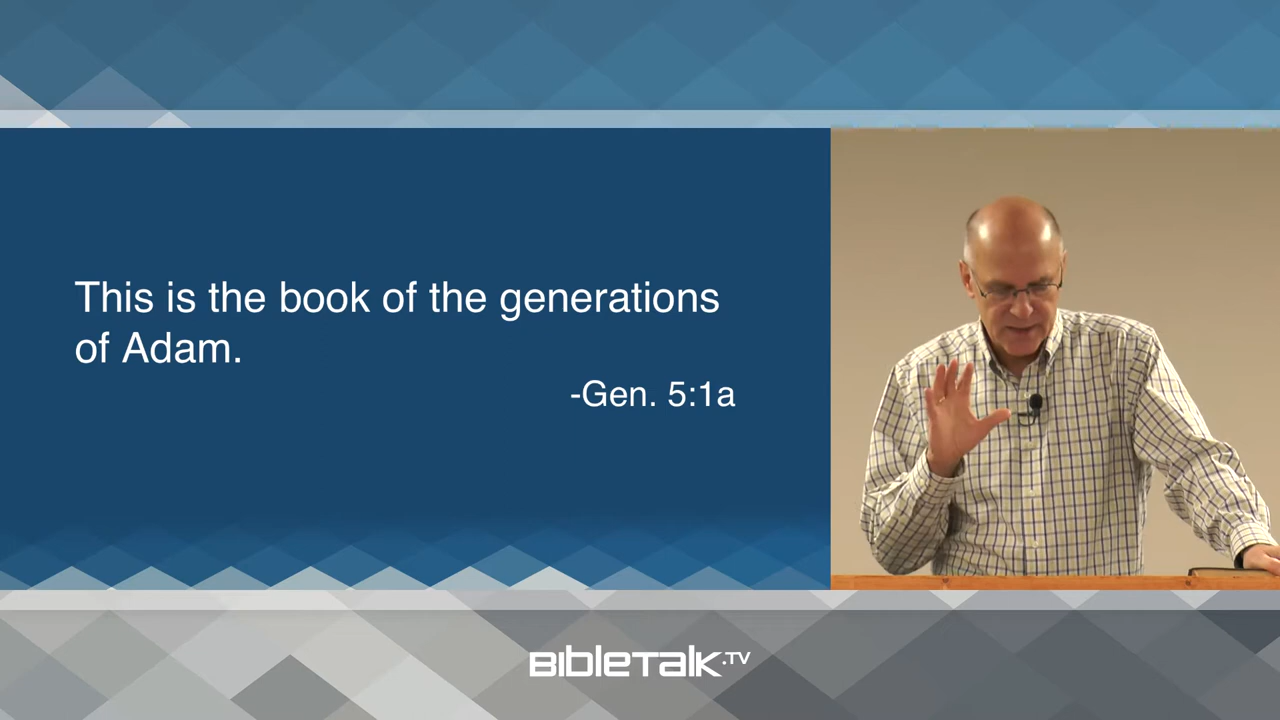 This is the book of the generations
of Adam.
-Gen. 5:1a
BIBLETALK.TV